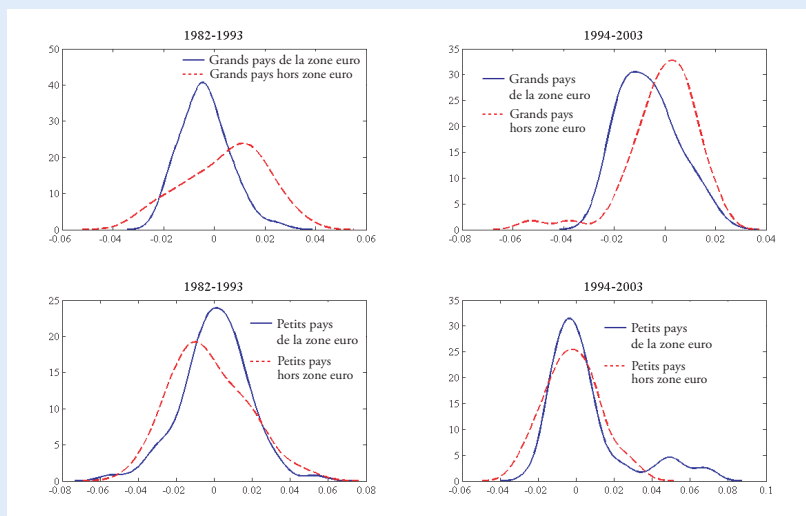 1982-1993
50
40
30
20
10
0
-0.06 -0.04 -0.02 0 0.02 0.04 0.06
Grands pays de la zone euro
Grands pays hors zone euro
1994-2003
35
30
25
20
15
10
5
0
-0.08 -0.06 -0.04 -0.02 0 0.02 0.04
Grands pays
de la zone euro
Grands pays
hors zone euro
1982-1993
25
20
15
10
5
0
-0.08 -0.06 -0.04 -0.02 0 0.02 0.04 0.06 0.08
Petits pays
de la zone euro
Petits pays
hors zone euro
1994-2003
35
30
25
20
15
10
5
0
-0.06 -0.04 0.02 0 0.02 0.04 0.06 0.08 0.1
Petits pays
de la zone euro
Petits pays
hors zone euro